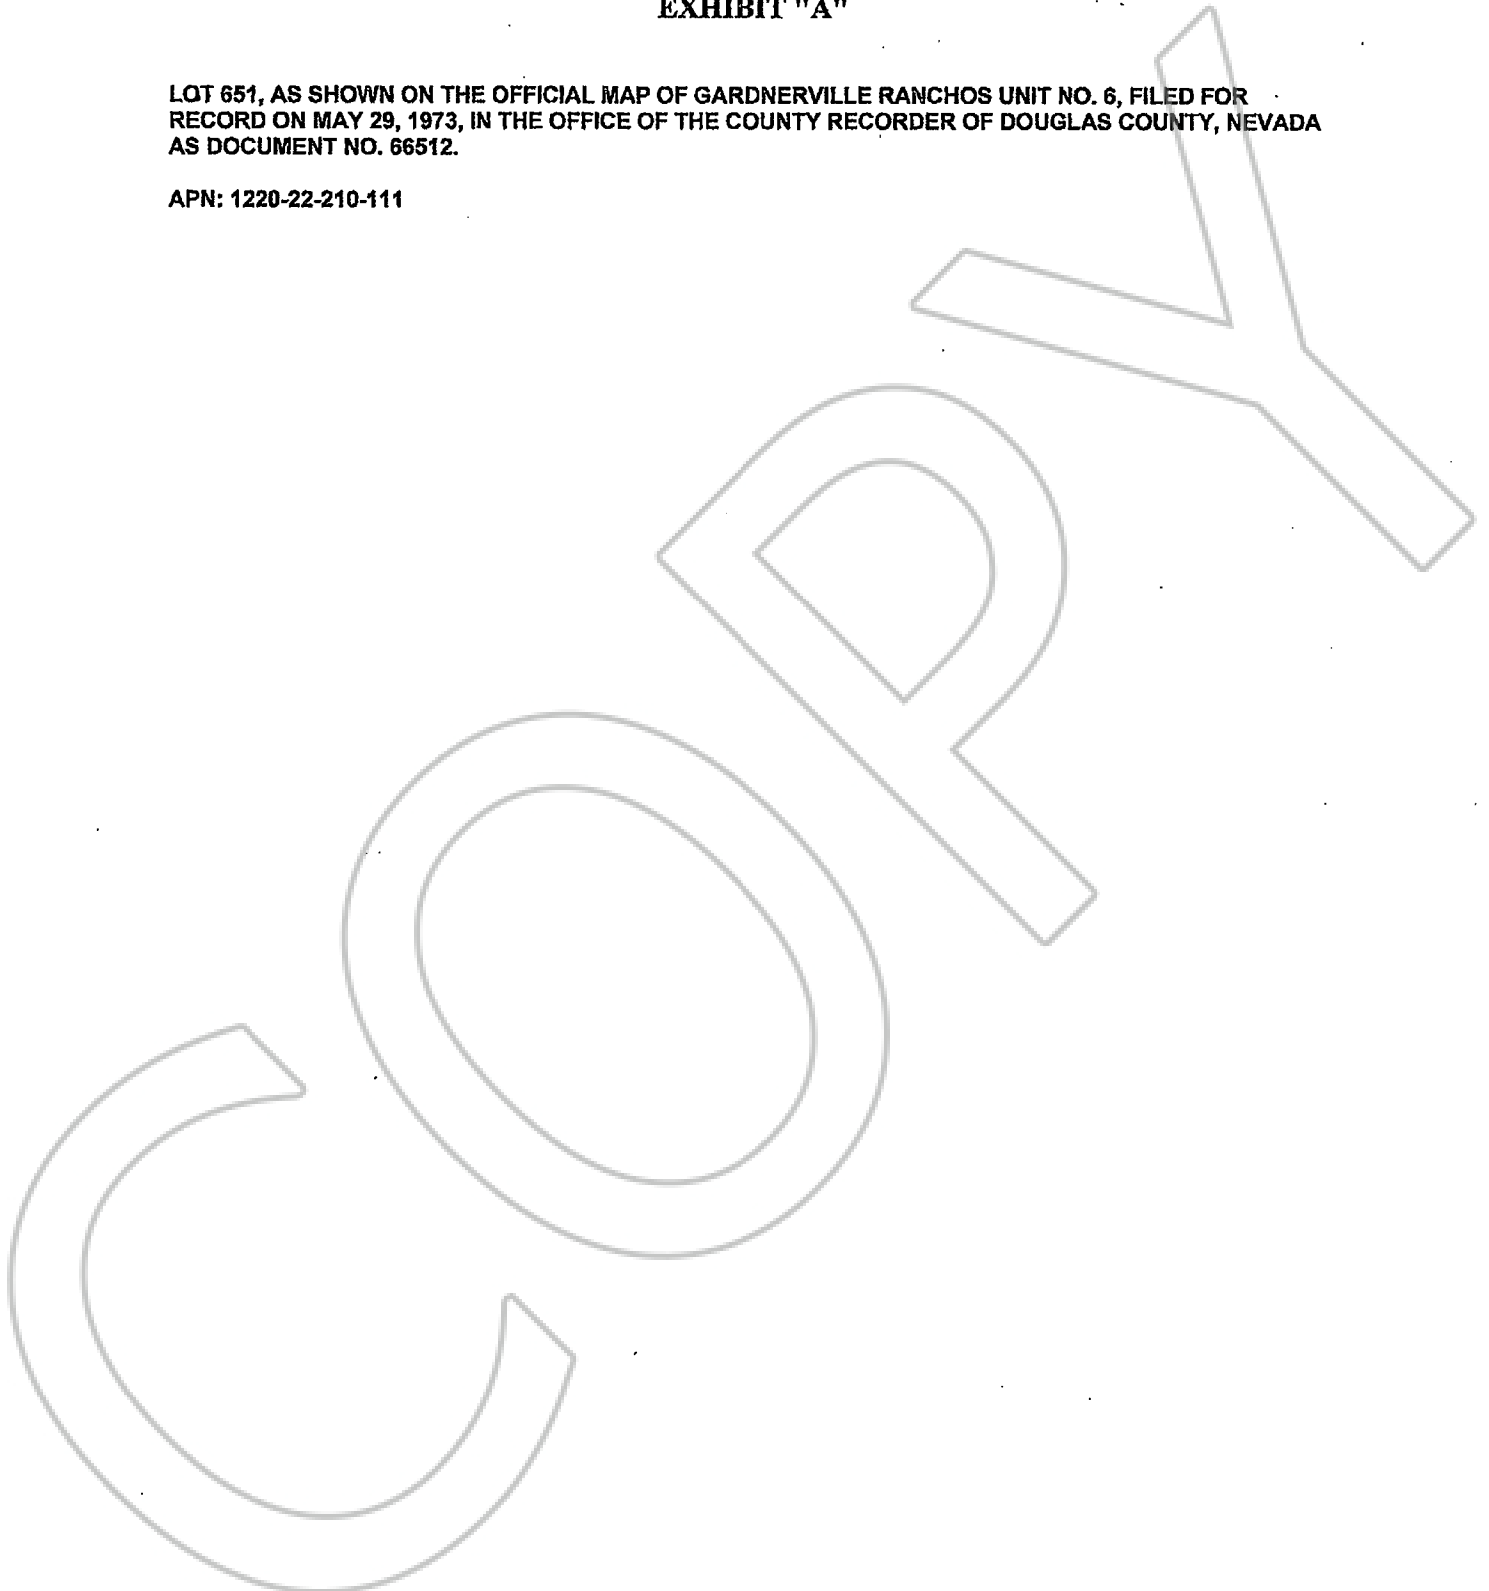 EXHIBIT "A"
LOT 651, AS SHOWN ON THE OFFICIAL MAP OF GARDNERVILLE RANCHOS UNIT NO. 6, FILED FOR
RECORD ON MAY 29, 1973, IN THE OFFICE OF THE COUNTY RECORDER OF DOUGLAS COUNTY, NEVADA
AS DOCUMENT NO. 66512.
APN: 1220-22-210-111
COPY